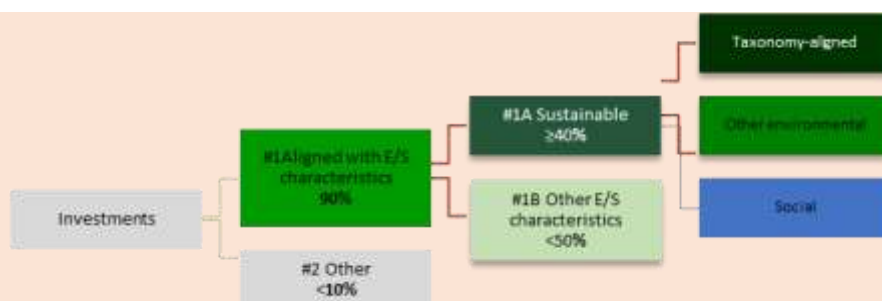 Investments
#1Aligned with E/S
characteristics
90%
#2 Other
<10%
#1A Sustainable
≥40%
#1B Other E/S
characteristics
<50%
Taxonomy-aligned
Other environmental
Social